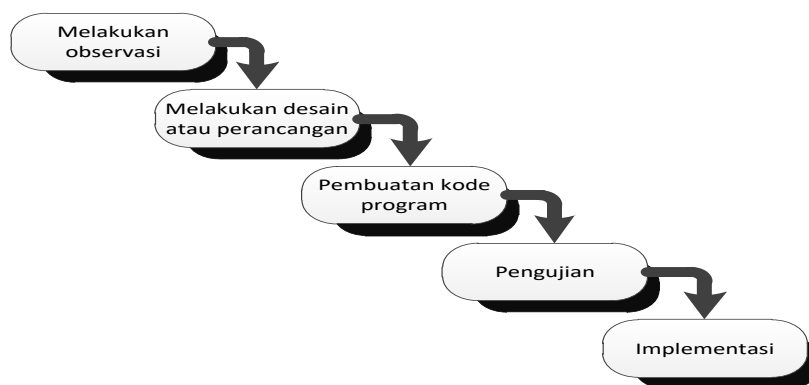 Melakukan
observasi
Melakukan desain
atau perancangan
Pembuatan kode
program
Pengujian
Implementasi